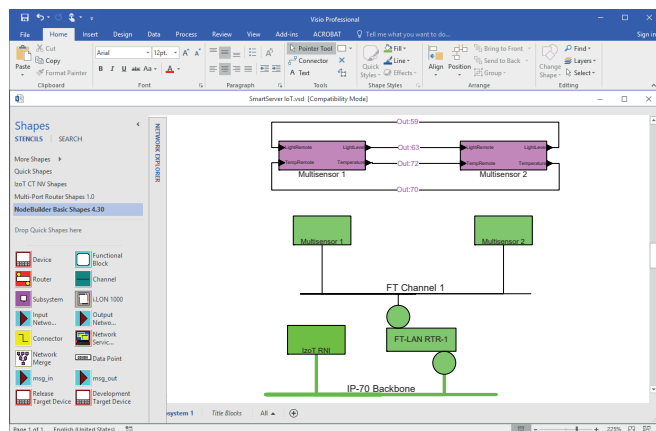 Visio Professional
File Home Insert Design Data Process Review View Add-ins ACROBAT Tell me what you want to do... Sign in
Paste Cut Copy Format Painter Clipboard
Arial 12pt. A A
B I U abc Aa A Font
Paragraph
Pointer Tool Connector A Text Tools
Quick Styles Fill Line Effects Shape Styles
Align Position Bring to Front Send to Back Group Arrange
Change Shape Find Layers Select Editing
SmartServer IoT.vsd [Compatibility Mode]
Shapes
STENCILS | SEARCH
More Shapes
Quick Shapes
IzoT CT NV Shapes
Multi-Port Router Shapes 1.0
NodeBuilder Basic Shapes 4.30
Drop Quick Shapes here
Device Functional Block
Router Channel
Subsystem i.LON 1000
Input Netwo... Output Netwo...
Connector Network Servic...
Network Merge Data Point
msg_in msg_out
Release Target Device Development Target Device
NETWORK EXPLORER
Out:59
LightRemote LightLevel Out:63 LightRemote LightLevel
TempRemote Temperature Out:72 TempRemote Temperature
Multisensor 1 Multisensor 2
Out:70
Multisensor 1 Multisensor 2
FT Channel 1
FT-LAN RTR-1
IzoT RNI
IP-70 Backbone
system 1 Title Blocks All
Page 1 of 1 English (United States) 225%